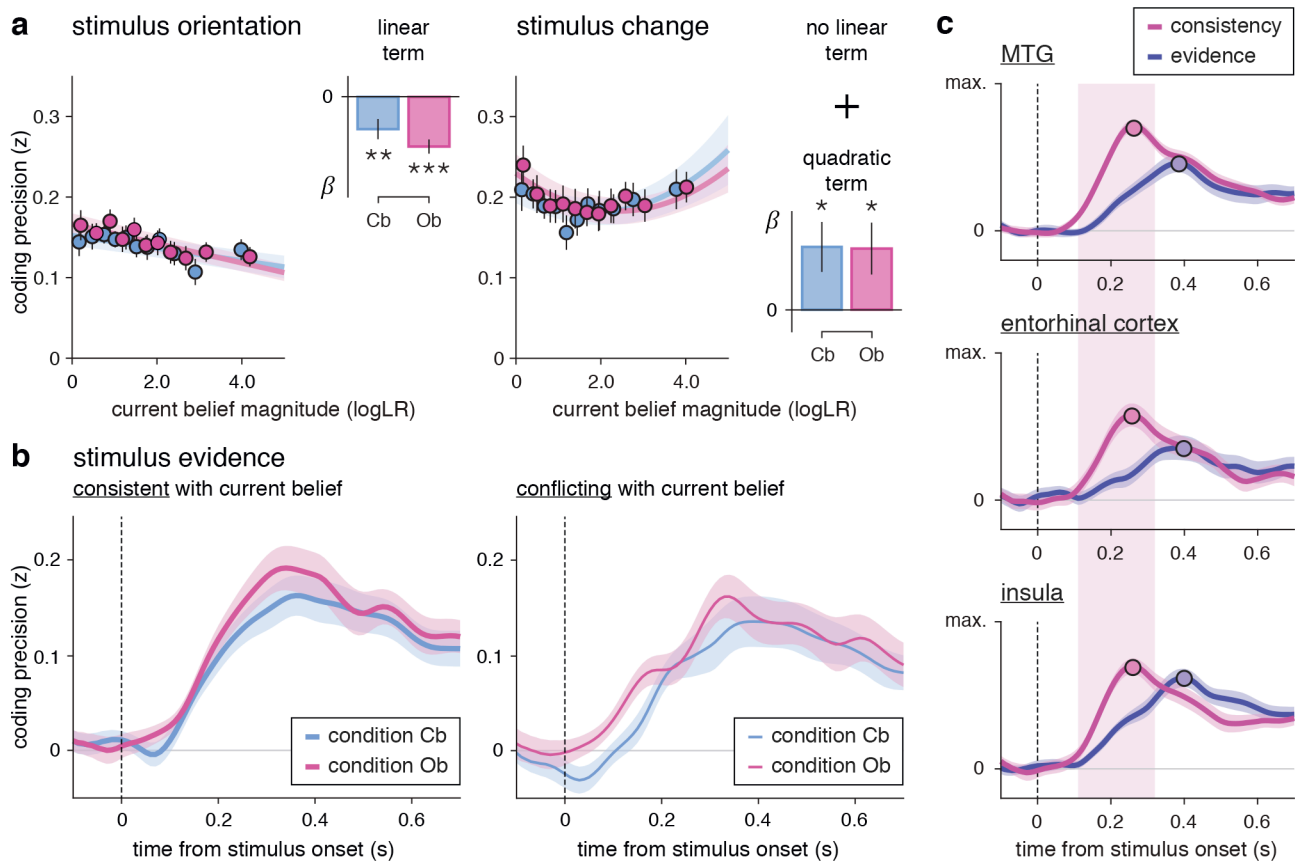 a
stimulus orientation
linear
term
coding precision (z)
0.3
0.2
0.1
0
0
2.0
4.0
current belief magnitude (logLR)
0
β
**
***
Cb
Ob
stimulus change
no linear
term
+
quadratic
term
0.3
0.2
0.1
0
0
2.0
4.0
current belief magnitude (logLR)
β
*
*
0
Cb
Ob
b
stimulus evidence
consistent with current belief
coding precision (z)
0.2
0.1
0
condition Cb
condition Ob
0
0.2
0.4
0.6
time from stimulus onset (s)
conflicting with current belief
0.2
0.1
0
condition Cb
condition Ob
0
0.2
0.4
0.6
time from stimulus onset (s)
c
consistency
evidence
MTG
max.
0
0
0.2
0.4
0.6
entorhinal cortex
max.
0
0
0.2
0.4
0.6
insula
max.
0
0
0.2
0.4
0.6
time from stimulus onset (s)